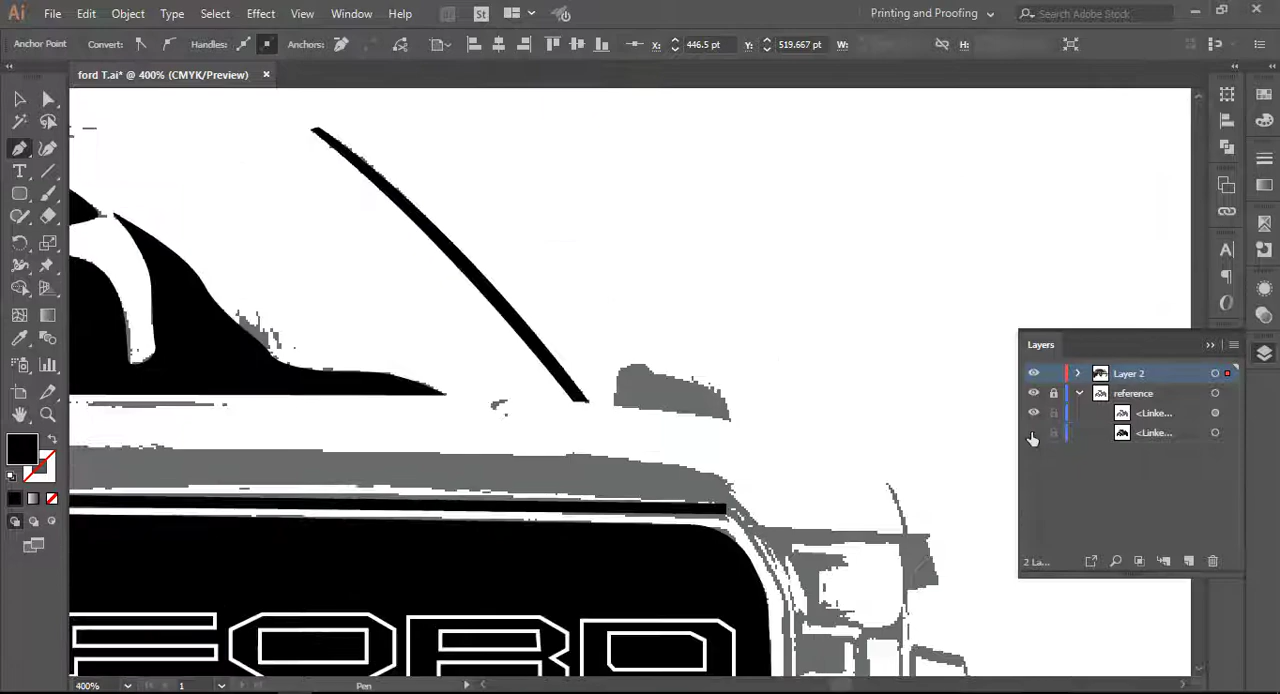 Ai File Edit Object Type Select Effect View Window Help St Printing and Proofing Search Adobe Stock
Anchor Point Convert: Handles: Anchors: X: 446.5 pt Y: 519.667 pt W: H:
ford T.ai* @ 400% (CMYK/Preview) ×
Layers
Layer 2
reference
<Linke...
<Linke...
2 La...
FORD
400% 1 Pen